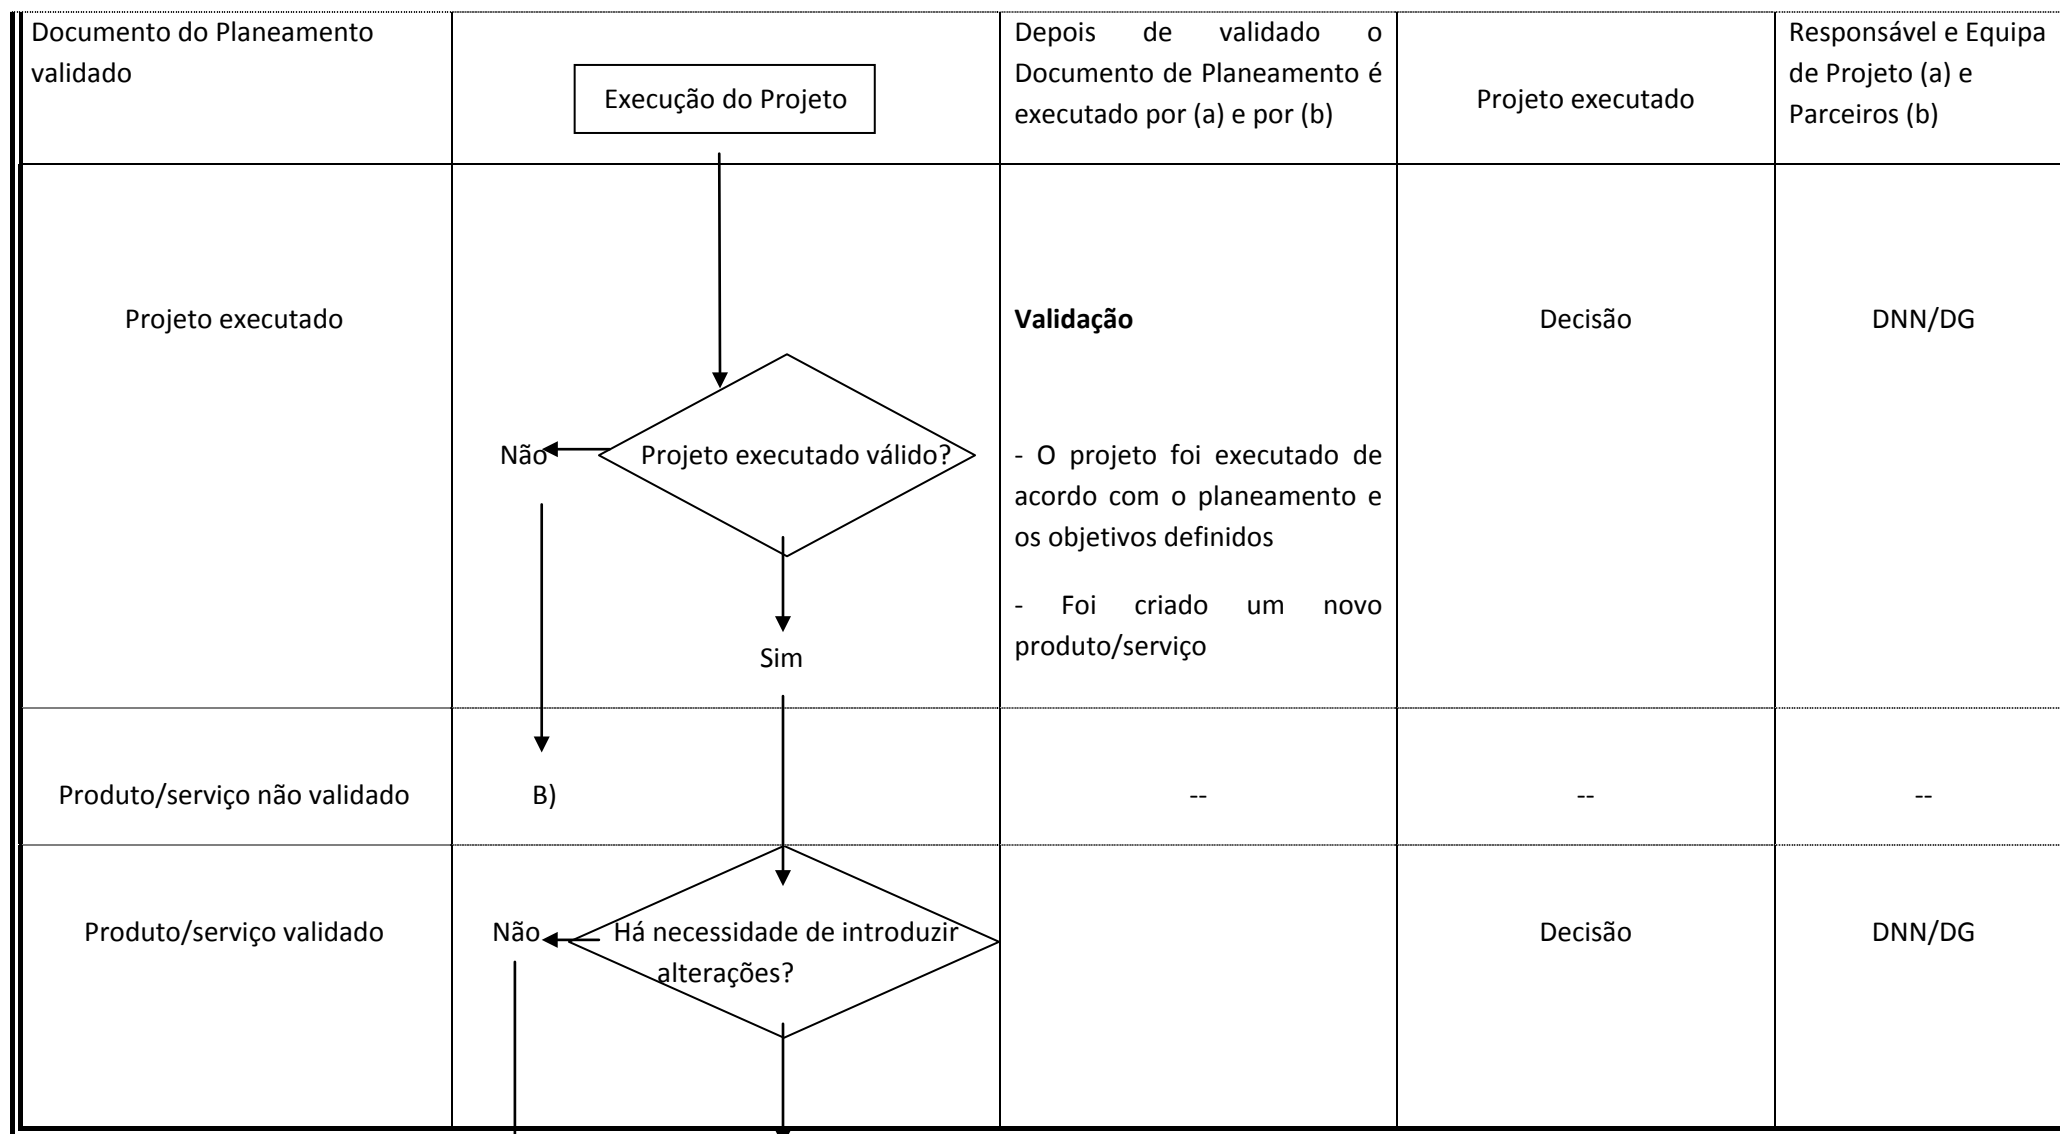 Documento do Planeamento
validado
Execução do Projeto
Depois de validado o
Documento de Planeamento é
executado por (a) e por (b)
Projeto executado
Responsável e Equipa
de Projeto (a) e
Parceiros (b)
Projeto executado
Não
Projeto executado válido?
Sim
Validação
- O projeto foi executado de
acordo com o planeamento e
os objetivos definidos
- Foi criado um novo
produto/serviço
Decisão
DNN/DG
Produto/serviço não validado
B)
--
--
--
Produto/serviço validado
Não
Há necessidade de introduzir
alterações?
Decisão
DNN/DG